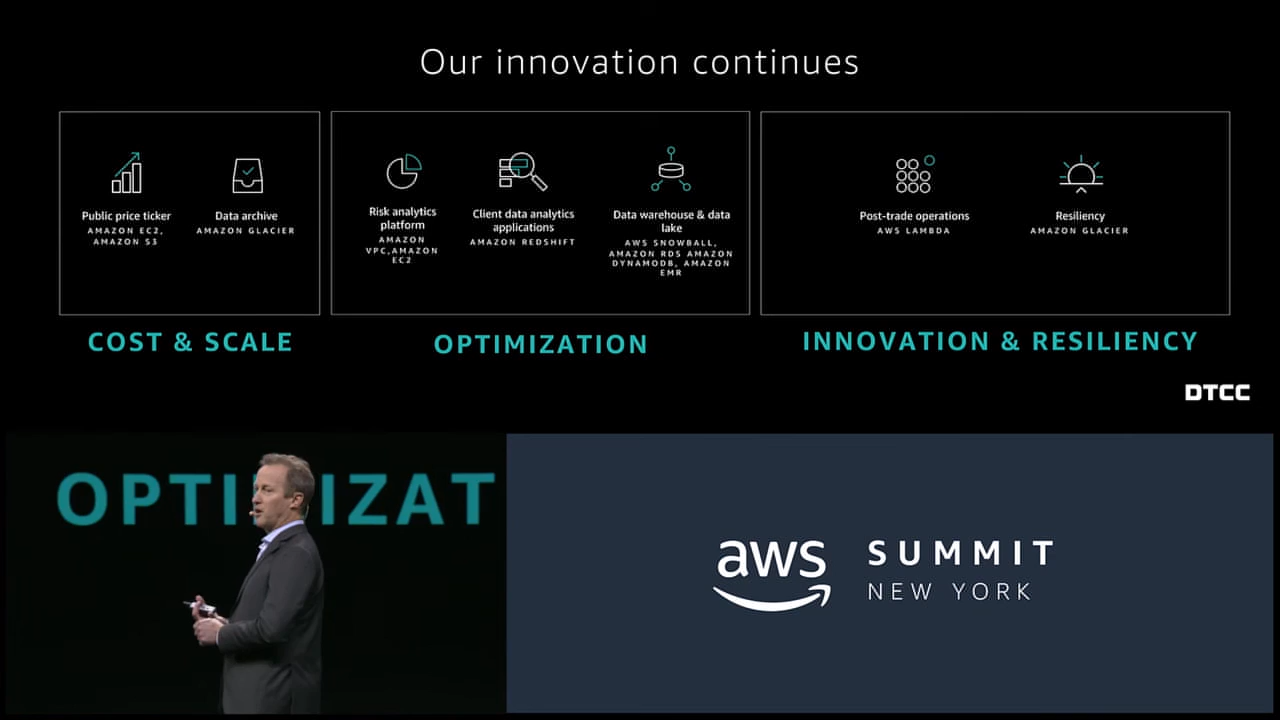 Our innovation continues
Public price ticker
AMAZON EC2,
AMAZON S3
Data archive
AMAZON GLACIER
Risk analytics
platform
AMAZON
VPC,AMAZON
EC2
Client data analytics
applications
AMAZON REDSHIFT
Data warehouse & data
lake
AWS SNOWBALL,
AMAZON RDS AMAZON
DYNAMODB, AMAZON
EMR
Post-trade operations
AWS LAMBDA
Resiliency
AMAZON GLACIER
COST & SCALE
OPTIMIZATION
INNOVATION & RESILIENCY
DTCC
OPTI IZAT
aws
SUMMIT
NEW YORK